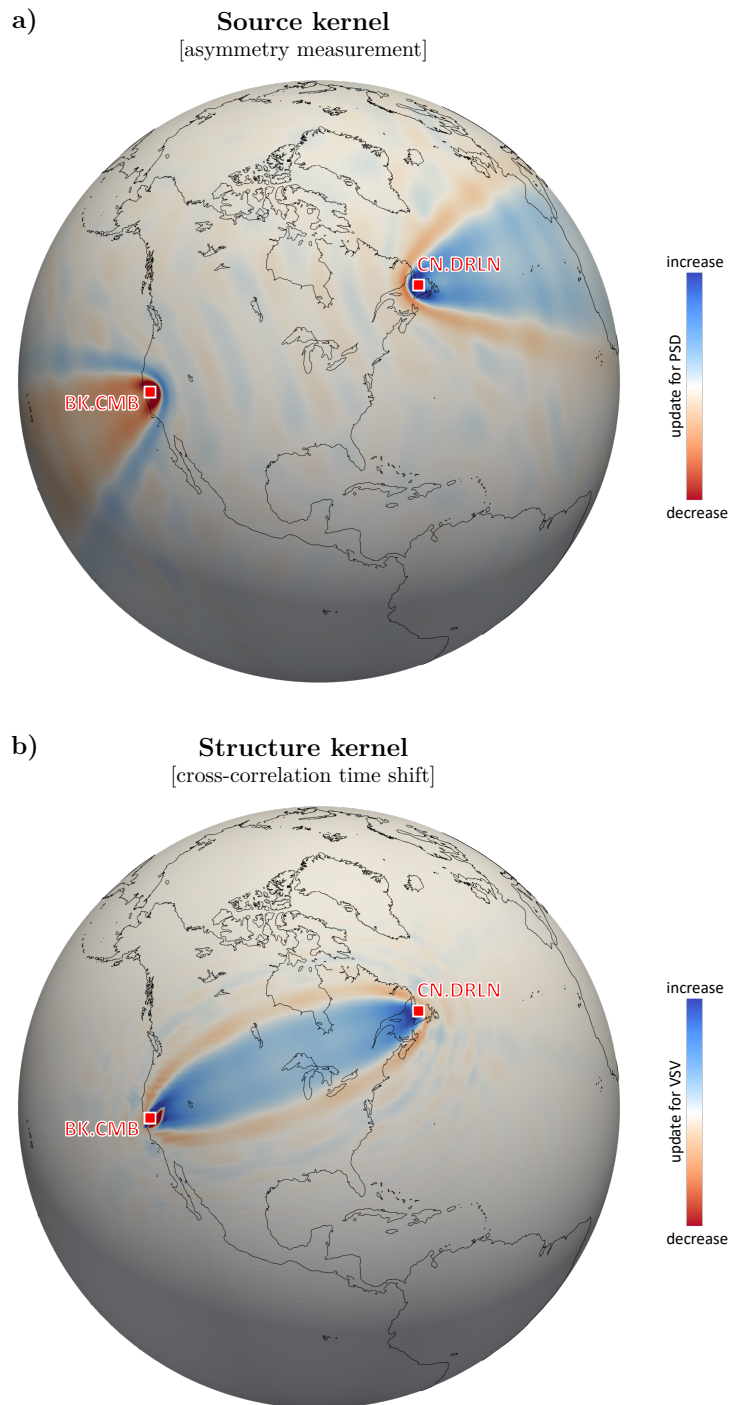 a)
Source kernel
[asymmetry measurement]
CN.DRLN
BK.CMB
increase
update for PSD
decrease
b)
Structure kernel
[cross-correlation time shift]
CN.DRLN
BK.CMB
increase
update for VSV
decrease